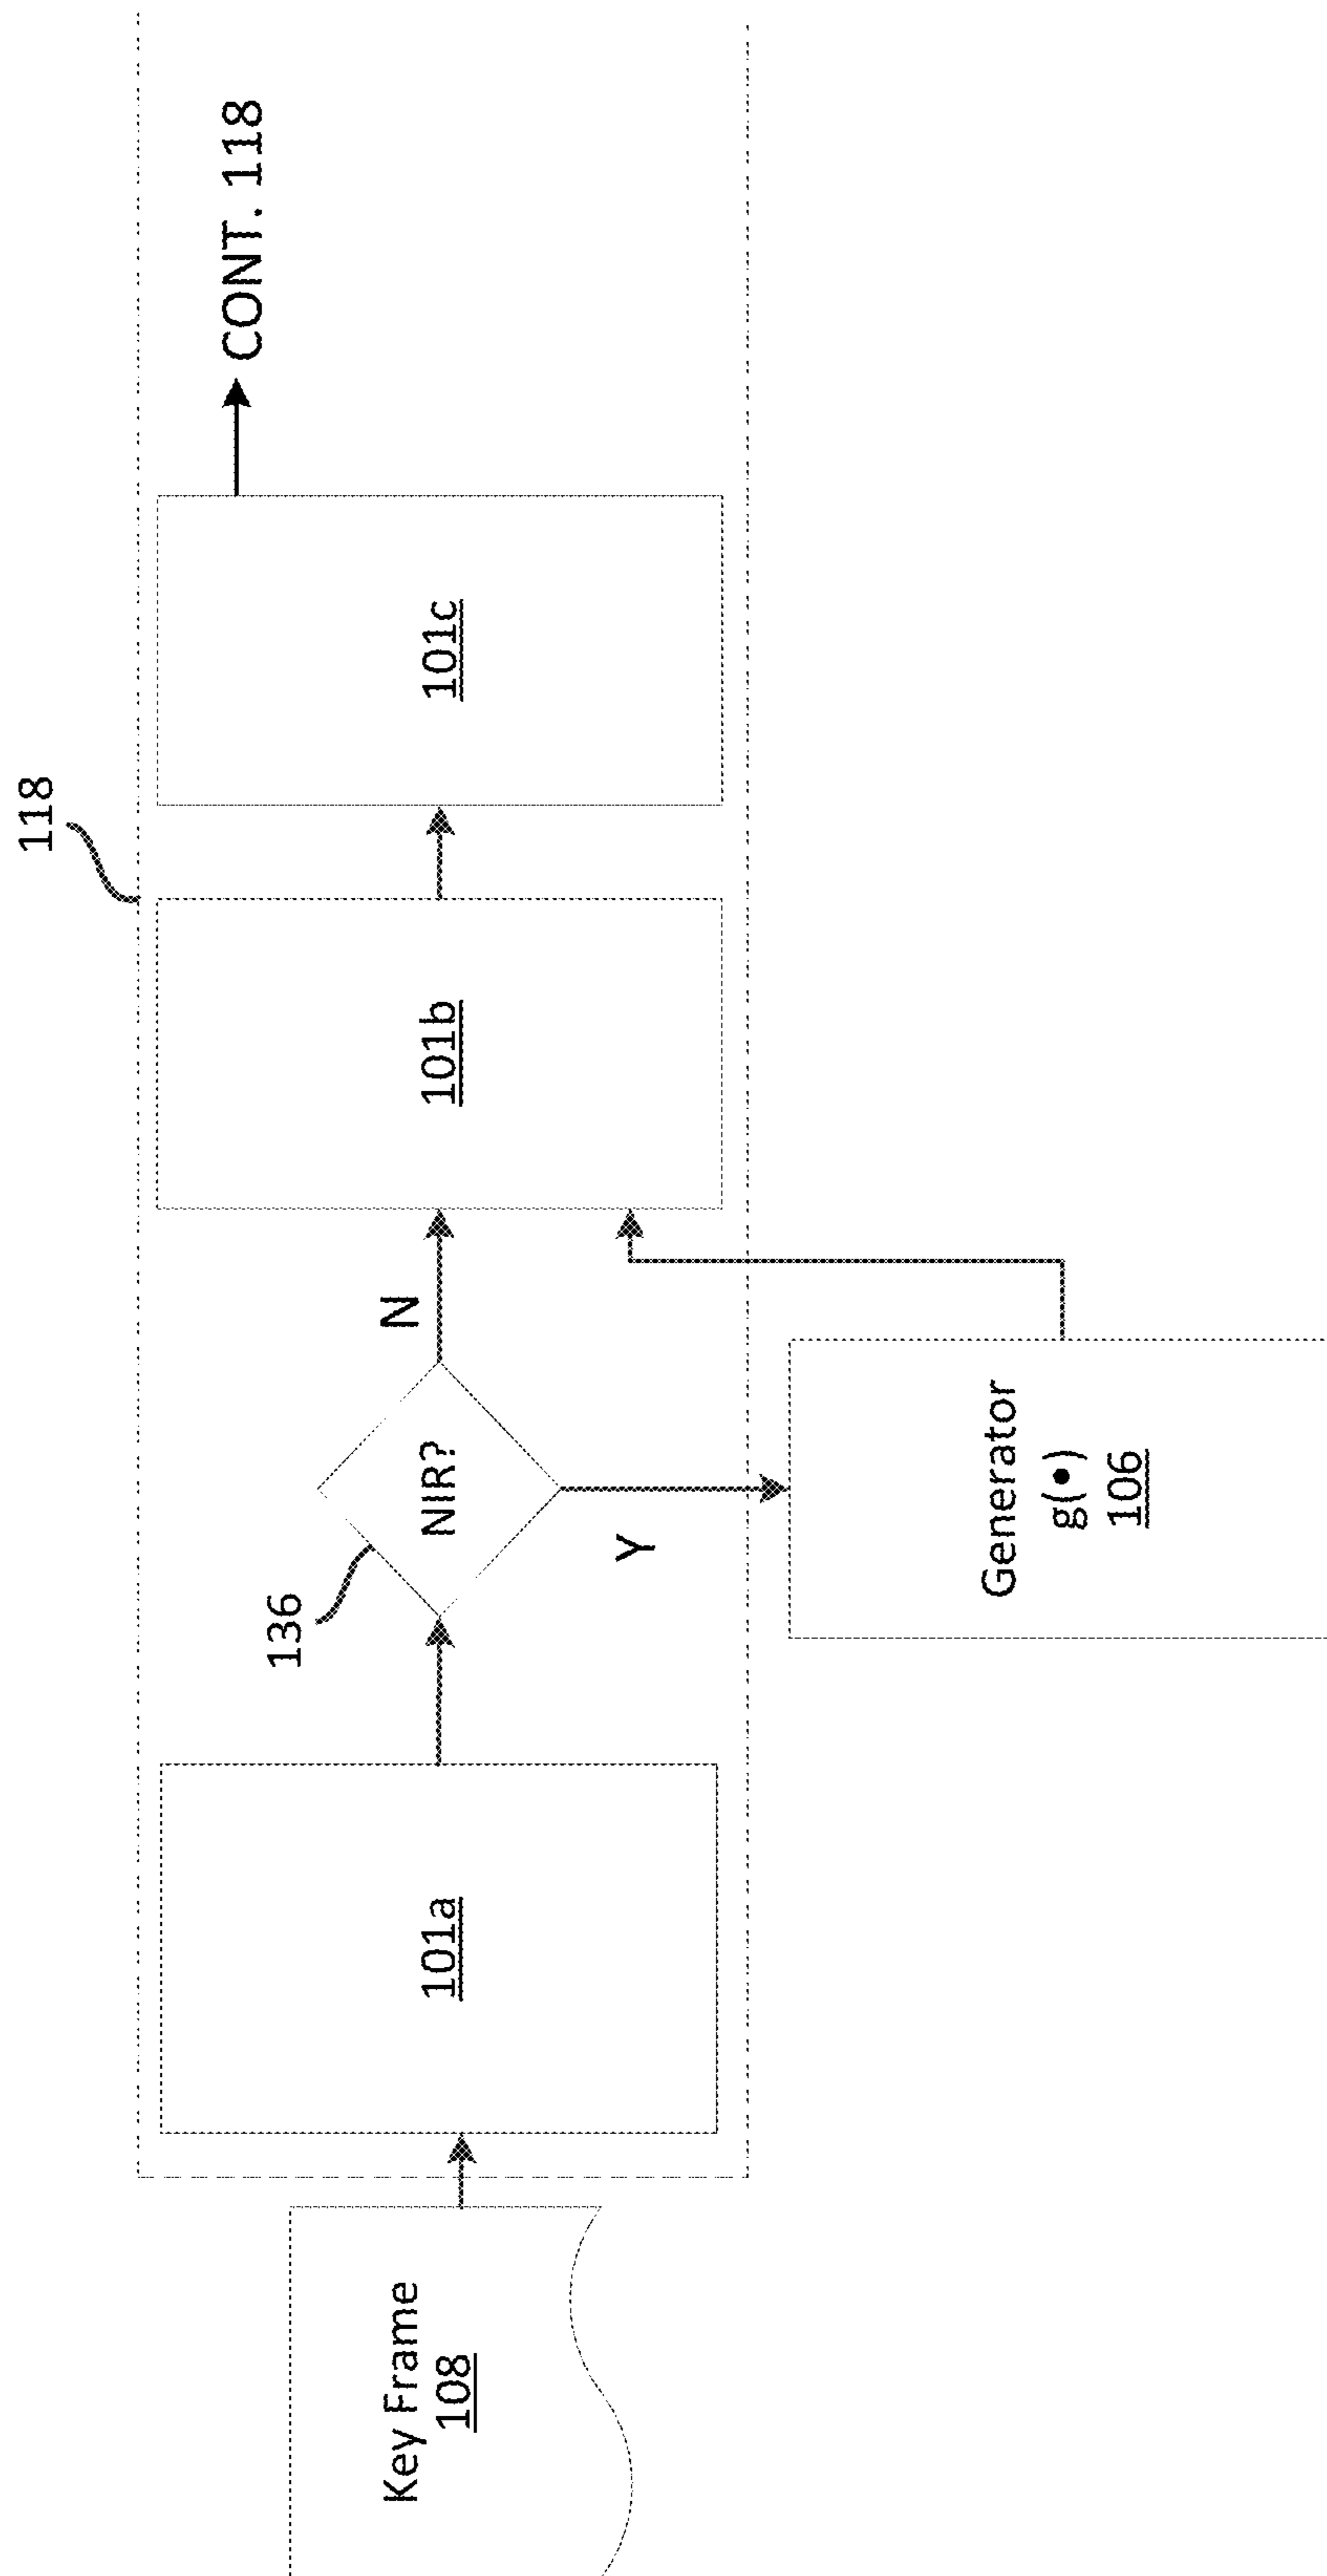 118
Key Frame
108
101a
136
NIR?
N
Y
101b
101c
CONT. 118
Generator
g(•)
106